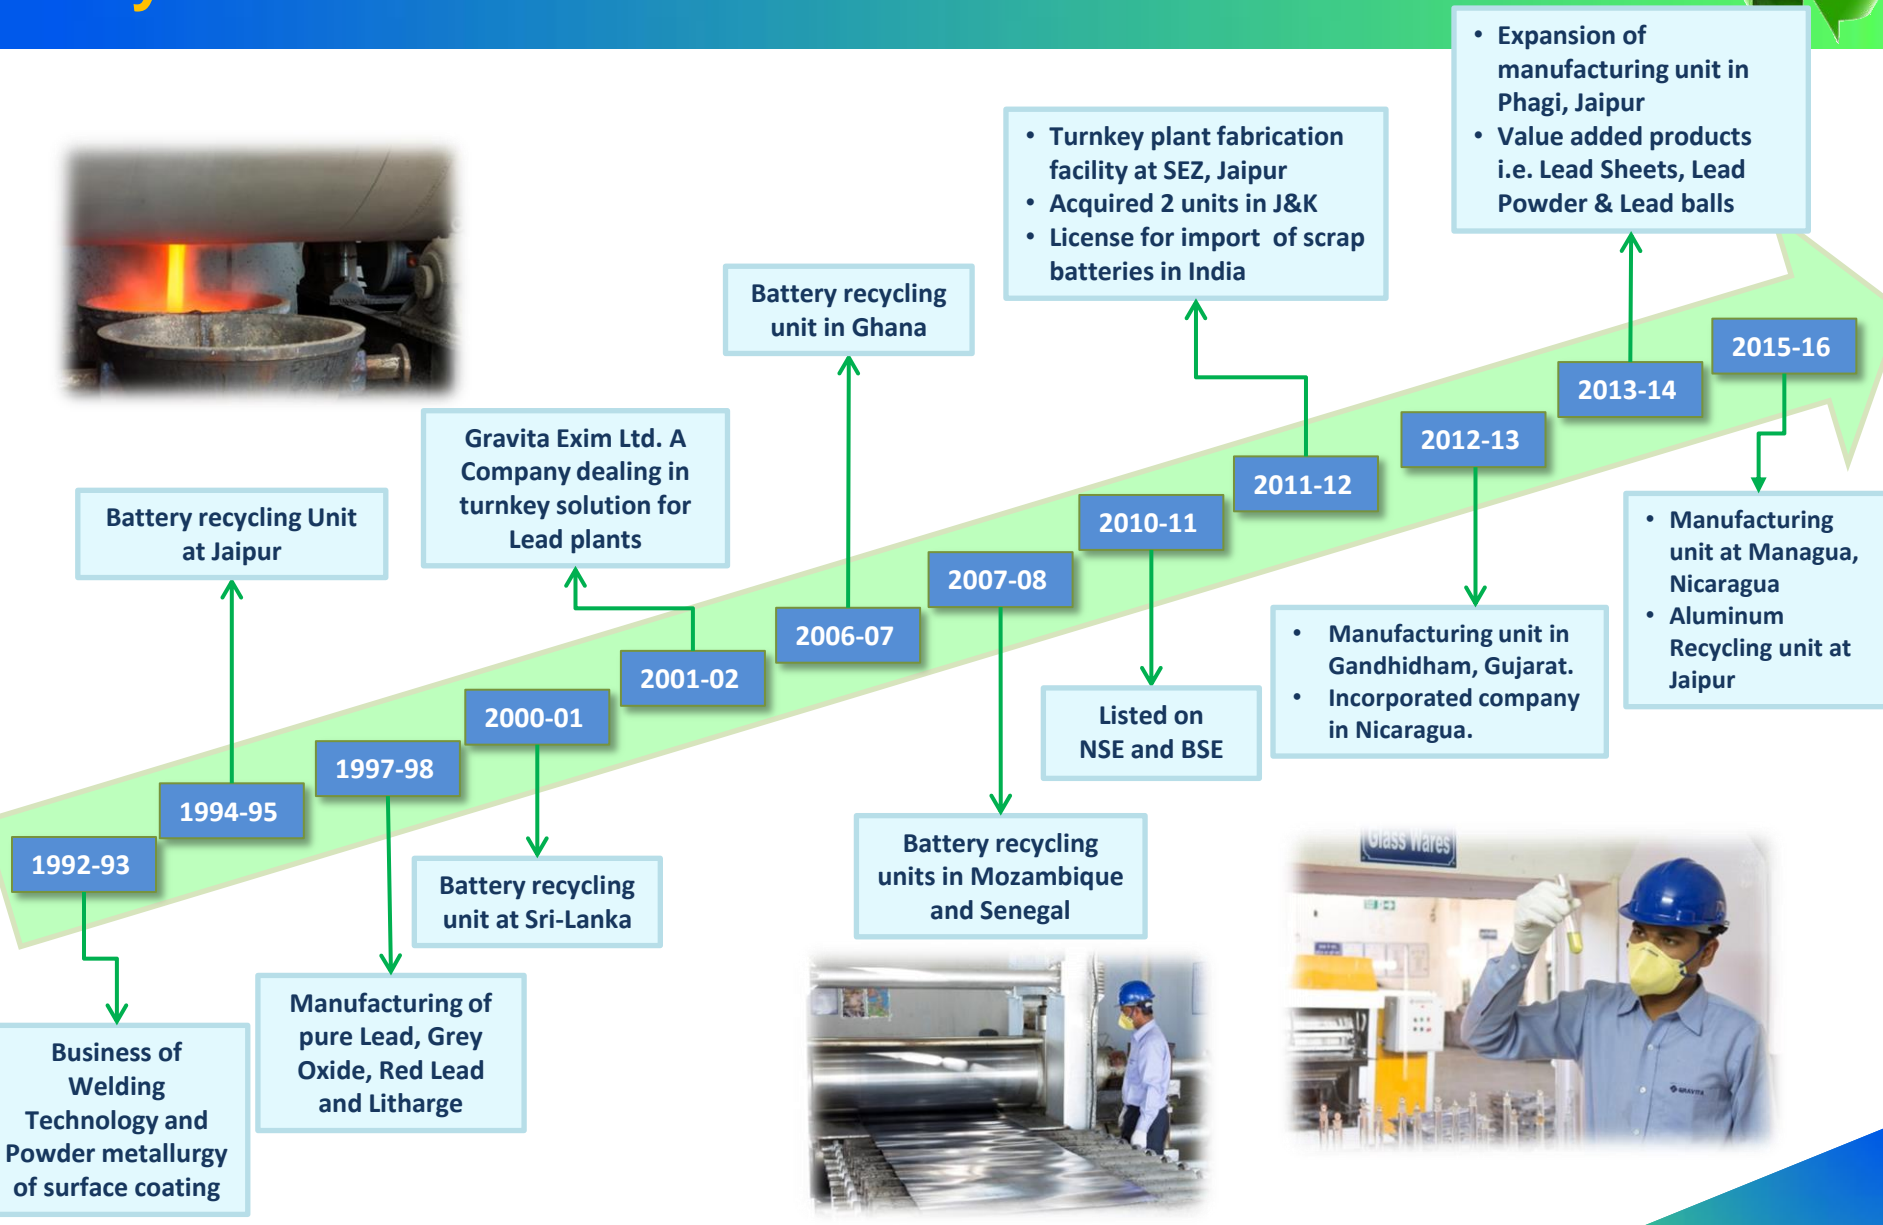 Expansion of
manufacturing unit in
Phagi, Jaipur
Value added products
i.e. Lead Sheets, Lead
Powder & Lead balls
Turnkey plant fabrication
facility at SEZ, Jaipur
Acquired 2 units in J&K
License for import of scrap
batteries in India
Battery recycling
unit in Ghana
Gravita Exim Ltd. A
Company dealing in
turnkey solution for
Lead plants
Battery recycling Unit
at Jaipur
1992-93
1994-95
1997-98
2000-01
2001-02
2006-07
2007-08
2010-11
2011-12
2012-13
2013-14
2015-16
Business of
Welding
Technology and
Powder metallurgy
of surface coating
Manufacturing of
pure Lead, Grey
Oxide, Red Lead
and Litharge
Battery recycling
unit at Sri-Lanka
Battery recycling
units in Mozambique
and Senegal
Listed on
NSE and BSE
Manufacturing unit in
Gandhidham, Gujarat.
Incorporated company
in Nicaragua.
Manufacturing
unit at Managua,
Nicaragua
Aluminum
Recycling unit at
Jaipur
Glass Wares
GRAVITA